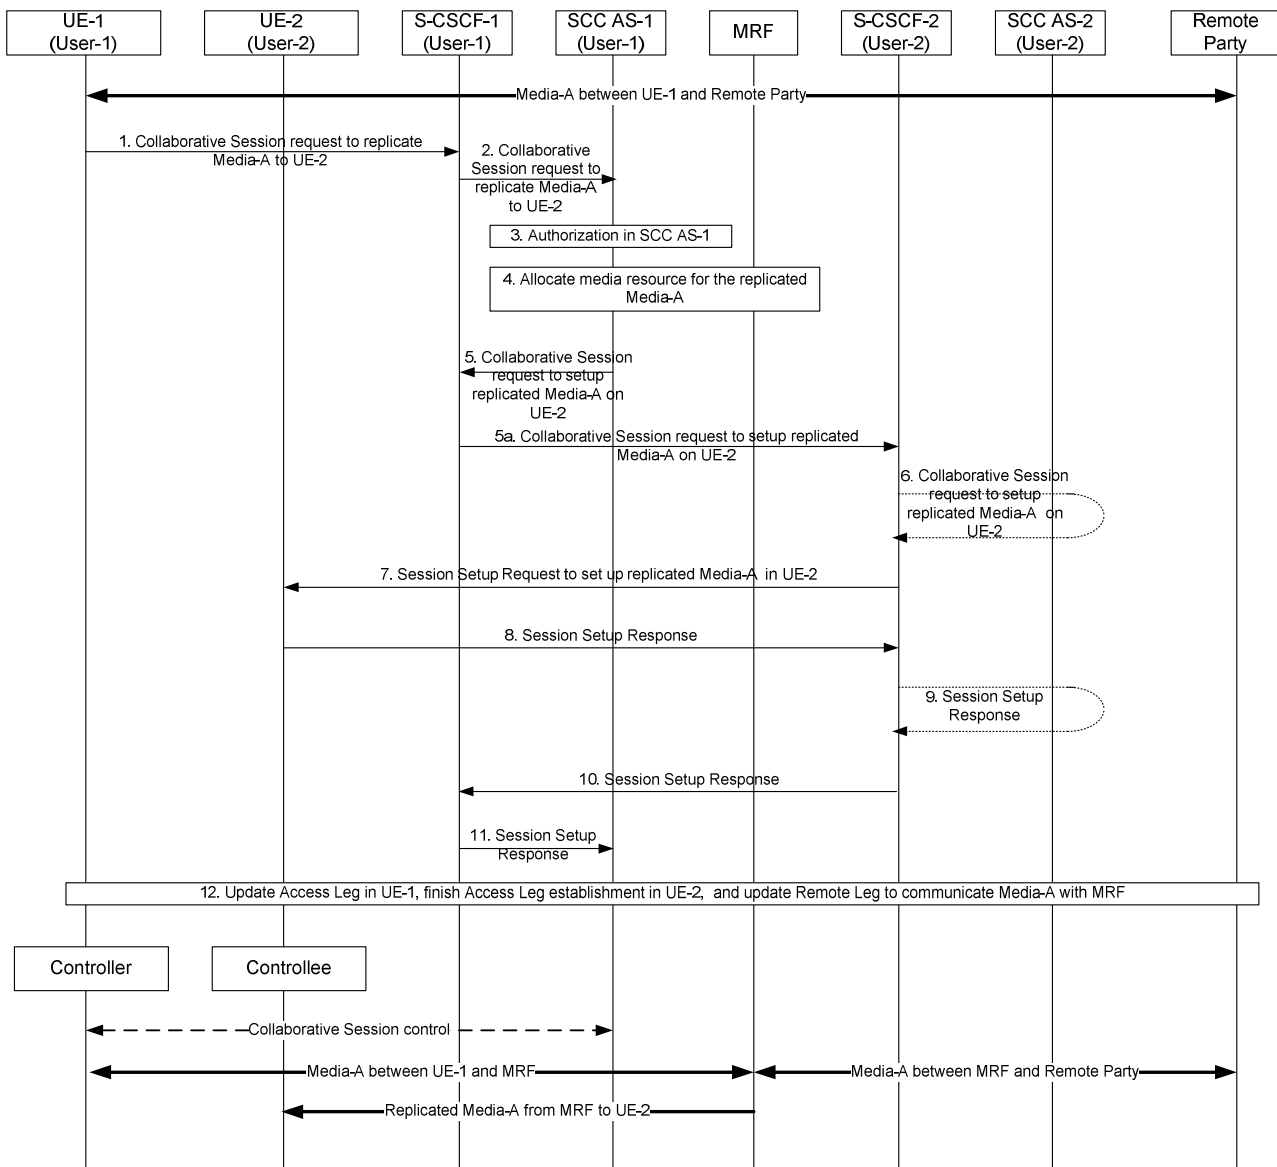 UE-1
(User-1)
UE-2
(User-2)
S-CSCF-1
(User-1)
SCC AS-1
(User-1)
MRF
S-CSCF-2
(User-2)
SCC AS-2
(User-2)
Remote
Party
Media-A between UE-1 and Remote Party
1. Collaborative Session request to replicate
Media-A to UE-2
2. Collaborative
Session request to
replicate Media-A
to UE-2
3. Authorization in SCC AS-1
4. Allocate media resource for the replicated
Media-A
5. Collaborative Session
request to setup
replicated Media-A on
UE-2
5a. Collaborative Session request to setup replicated
Media-A on UE-2
6. Collaborative Session
request to setup
replicated Media-A on
UE-2
7. Session Setup Request to set up replicated Media-A in UE-2
8. Session Setup Response
9. Session Setup
Response
10. Session Setup Response
11. Session Setup
Response
12. Update Access Leg in UE-1, finish Access Leg establishment in UE-2, and update Remote Leg to communicate Media-A with MRF
Controller
Controllee
Collaborative Session control
Media-A between UE-1 and MRF
Media-A between MRF and Remote Party
Replicated Media-A from MRF to UE-2